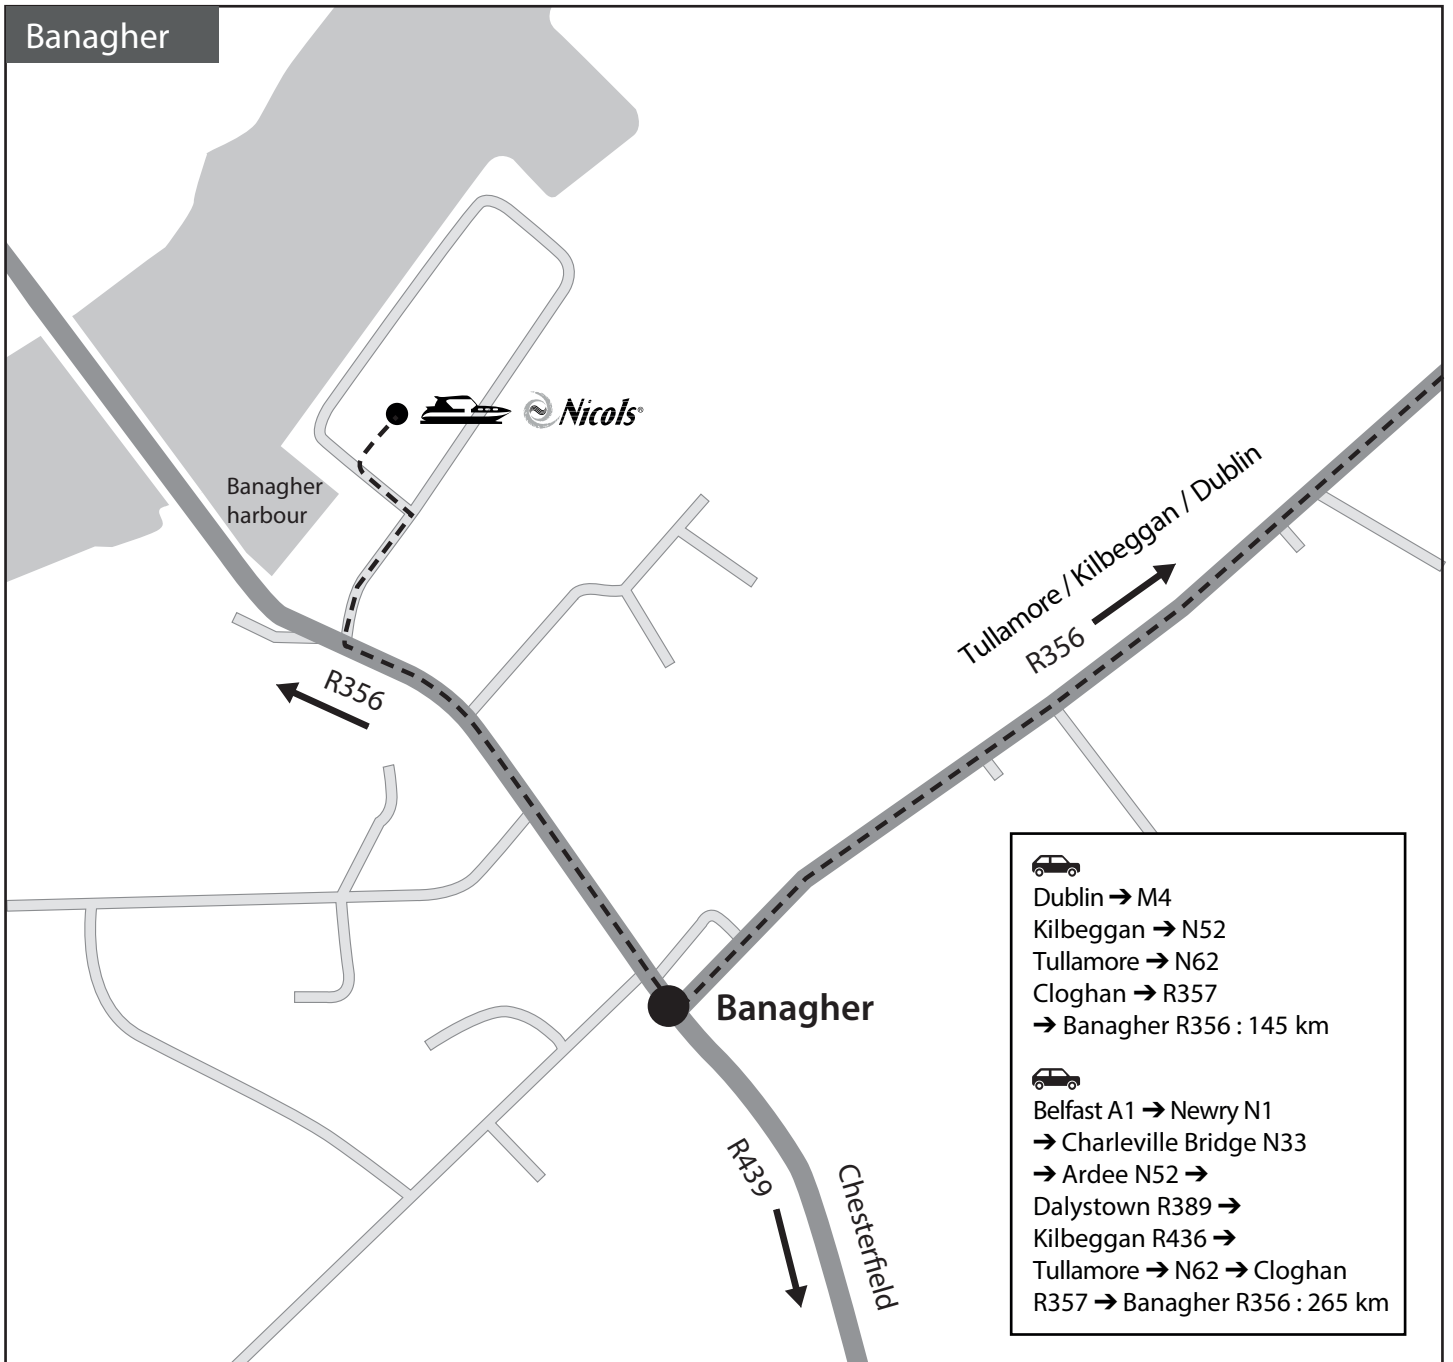 Banagher
Nicols®
Banagher
harbour
Tullamore / Kilbeggan / Dublin
R356
R356
Banagher
R439
Chesterfield
Dublin ➔ M4
Kilbeggan ➔ N52
Tullamore ➔ N62
Cloghan ➔ R357
➔ Banagher R356 : 145 km
Belfast A1 ➔ Newry N1
➔ Charleville Bridge N33
➔ Ardee N52 ➔
Dalystown R389 ➔
Kilbeggan R436 ➔
Tullamore ➔ N62 ➔ Cloghan
R357 ➔ Banagher R356 : 265 km